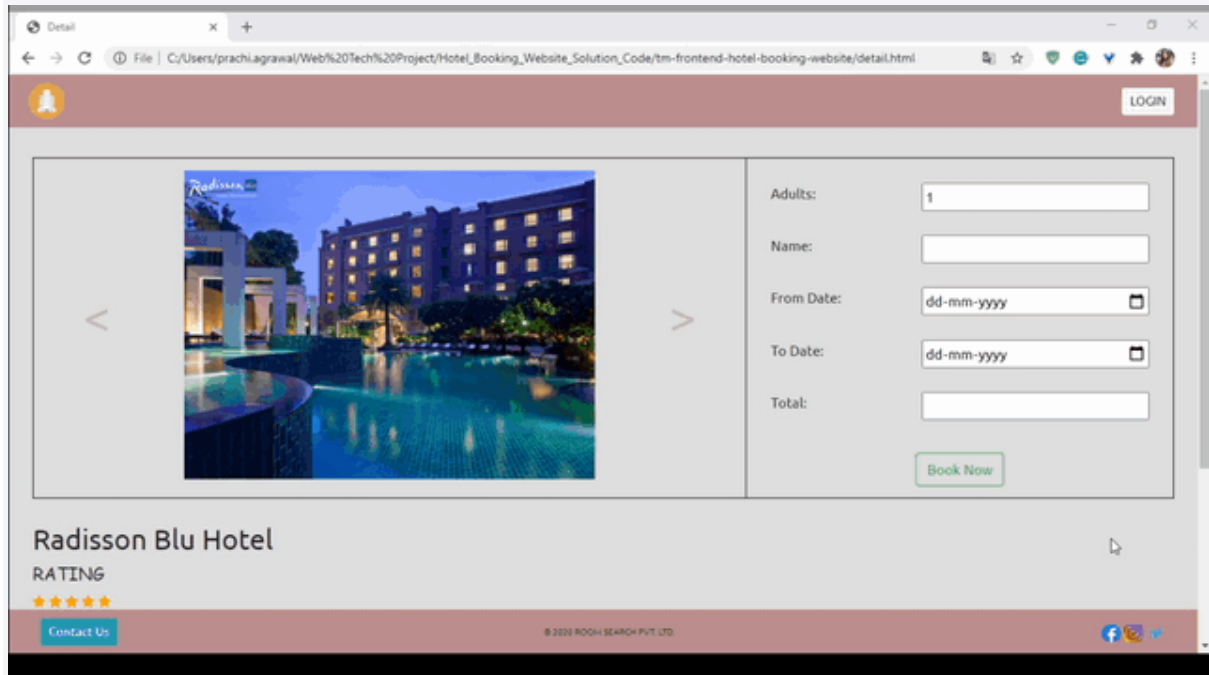 Detail
File | C:/Users/prachi.agrawal/Web%20Tech%20Project/Hotel_Booking_Website_Solution_Code/tm-frontend-hotel-booking-website/detail.html
LOGIN
Radisson
<
>
Adults:
1
Name:
From Date:
dd-mm-yyyy
To Date:
dd-mm-yyyy
Total:
Book Now
Radisson Blu Hotel
RATING
Contact Us
© 2020 ROOM SEARCH PVT. LTD.